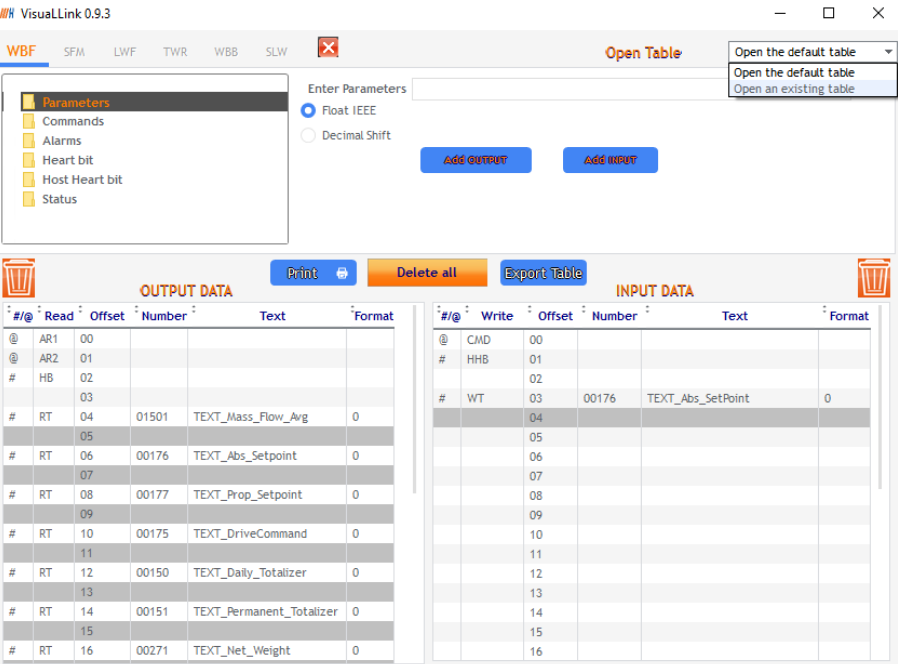 VisuaLLink 0.9.3
WBF SFM LWF TWR WBB SLW Open Table Open the default table
Open the default table
Open an existing table
Parameters
Commands
Alarms
Heart bit
Host Heart bit
Status
Enter Parameters
Float IEEE
Decimal Shift
Add OUTPUT Add INPUT
Print Delete all Export Table
OUTPUT DATA INPUT DATA
#/@ Read Offset Number Text Format #/@ Write Offset Number Text Format
@ AR1 00 @ CMD 00
@ AR2 01 # HHB 01
# HB 02 02
03 # WT 03 00176 TEXT_Abs_SetPoint 0
# RT 04 01501 TEXT_Mass_Flow_Avg 0 04
05 05
# RT 06 00176 TEXT_Abs_Setpoint 0 06
07 07
# RT 08 00177 TEXT_Prop_Setpoint 0 08
09 09
# RT 10 00175 TEXT_DriveCommand 0 10
11 11
# RT 12 00150 TEXT_Daily_Totalizer 0 12
13 13
# RT 14 00151 TEXT_Permanent_Totalizer 0 14
15 15
# RT 16 00271 TEXT_Net_Weight 0 16